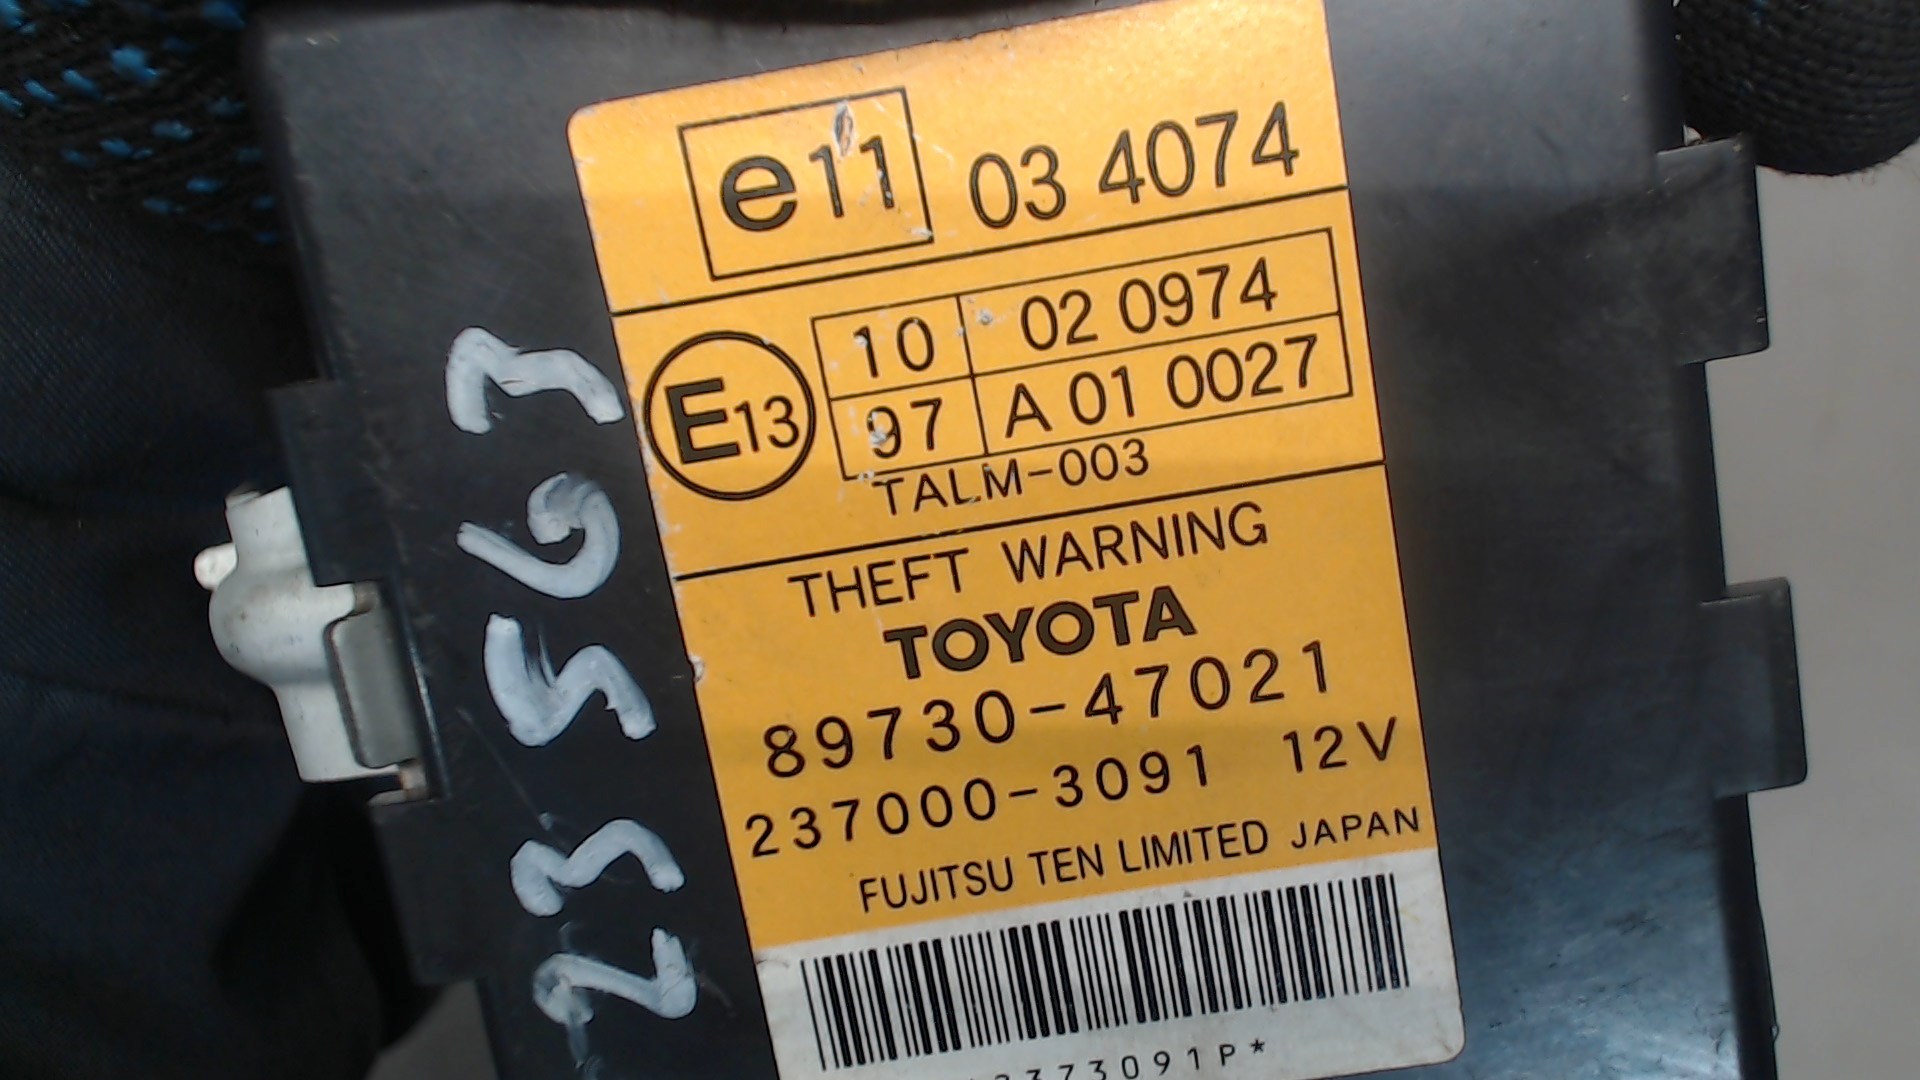 e11 03 4074
E13
10 02 0974
97 A 01 0027
TALM-003
THEFT WARNING
TOYOTA
89730-47021
237000-3091 12V
FUJITSU TEN LIMITED JAPAN
2373091P*
23563